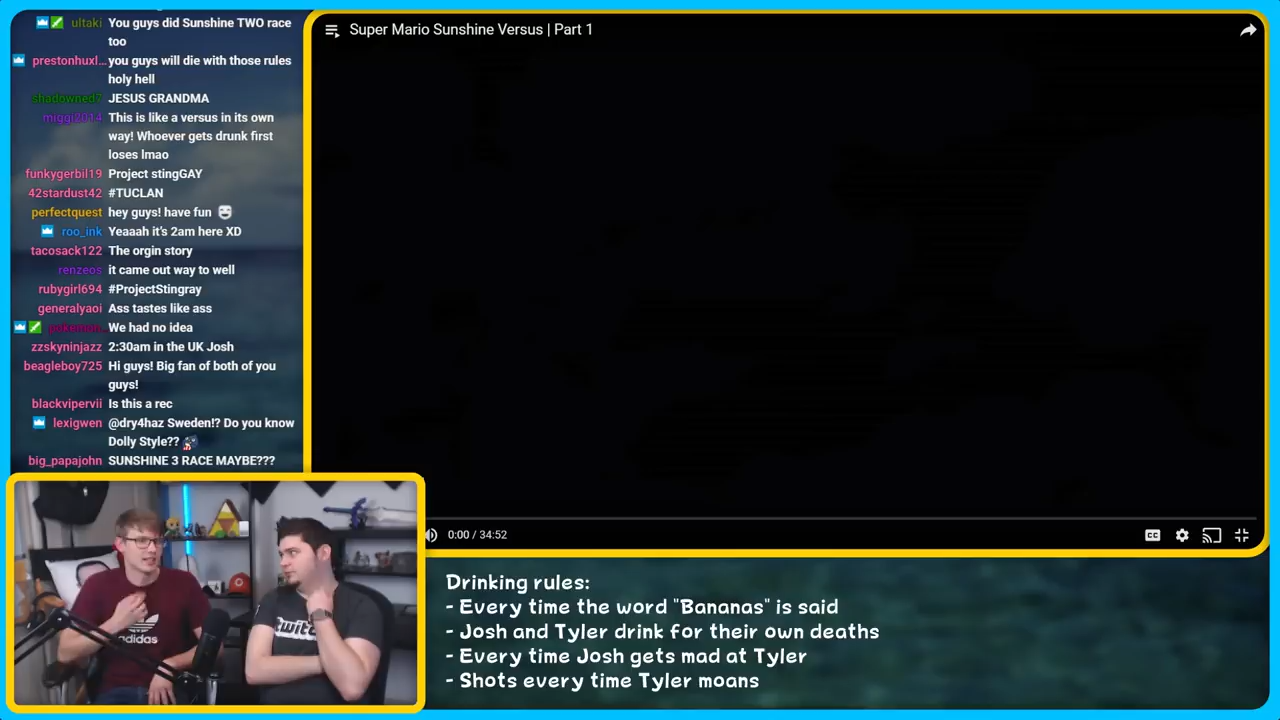 ultaki You guys did Sunshine TWO race
too
prestonhuxl... you guys will die with those rules
holy hell
shadowned7 JESUS GRANDMA
miggi2014 This is like a versus in its own
way! Whoever gets drunk first
loses lmao
funkygerbil19 Project stingGAY
42stardust42 #TUCLAN
perfectquest hey guys! have fun
roo_ink Yeaaah it's 2am here XD
tacosack122 The orgin story
renzeos it came out way to well
rubygirl694 #ProjectStingray
generalyaoi Ass tastes like ass
We had no idea
zzskyninjazz 2:30am in the UK Josh
beagleboy725 Hi guys! Big fan of both of you
guys!
blackvipervii Is this a rec
lexigwen @dry4haz Sweden!? Do you know
Dolly Style??
big_papajohn SUNSHINE 3 RACE MAYBE???
Super Mario Sunshine Versus | Part 1
0:00 / 34:52
CC
adidas
twitc
Drinking rules:
- Every time the word "Bananas" is said
- Josh and Tyler drink for their own deaths
- Every time Josh gets mad at Tyler
- Shots every time Tyler moans